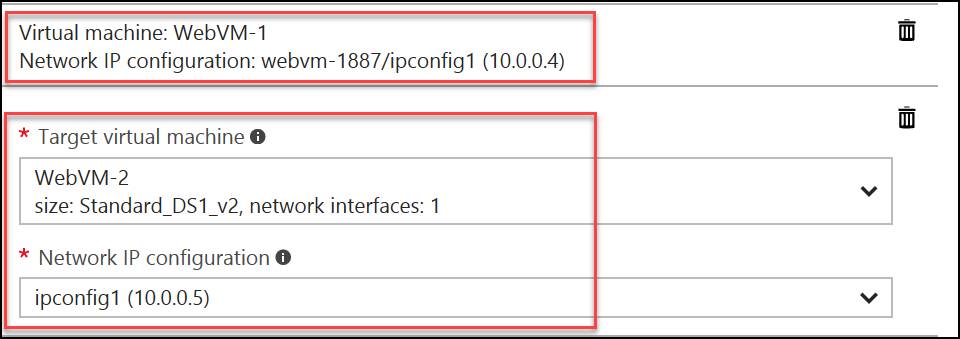 Virtual machine: WebVM-1
Network IP configuration: webvm-1887/ipconfig1 (10.0.0.4)
* Target virtual machine
WebVM-2
size: Standard_DS1_v2, network interfaces: 1
* Network IP configuration
ipconfig1 (10.0.0.5)